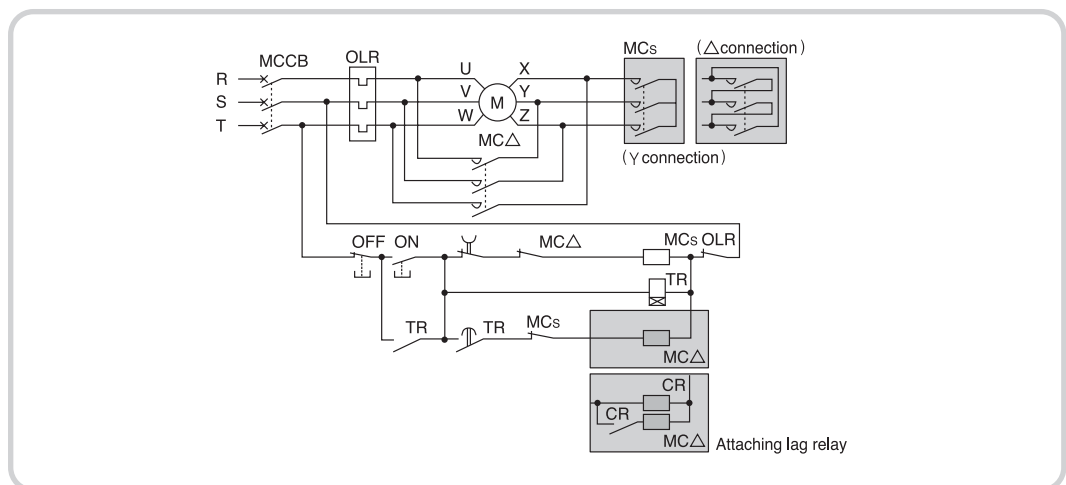 MCCB
OLR
MCs
(△connection)
R
S
T
U
V
W
M
X
Y
Z
MC△
(Y connection)
OFF
ON
MC△
MCs
OLR
TR
TR
TR
MCs
MC△
CR
CR
MC△
Attaching lag relay